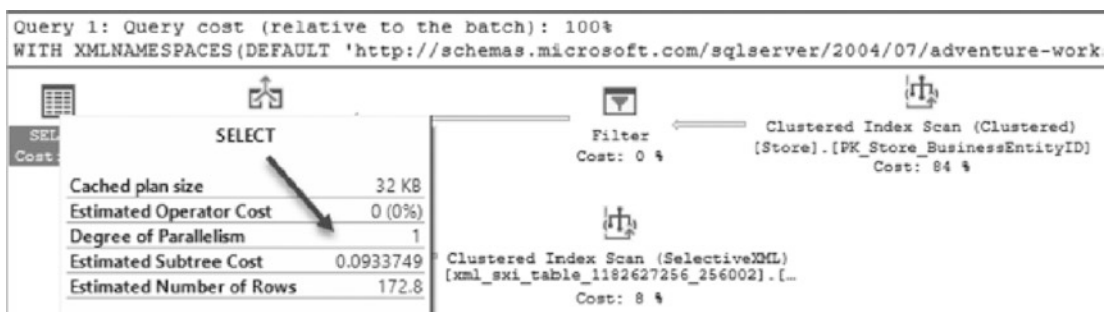 Query 1: Query cost (relative to the batch): 100%
WITH XMLNAMESPACES(DEFAULT 'http://schemas.microsoft.com/sqlserver/2004/07/adventure-work
SEL
Cost:
SELECT
Cached plan size 32 KB
Estimated Operator Cost 0 (0%)
Degree of Parallelism 1
Estimated Subtree Cost 0.0933749
Estimated Number of Rows 172.8
Filter
Cost: 0 %
Clustered Index Scan (Clustered)
[Store].[PK_Store_BusinessEntityID]
Cost: 84 %
Clustered Index Scan (SelectiveXML)
[xml_sxi_table_1182627256_256002].[…
Cost: 8 %